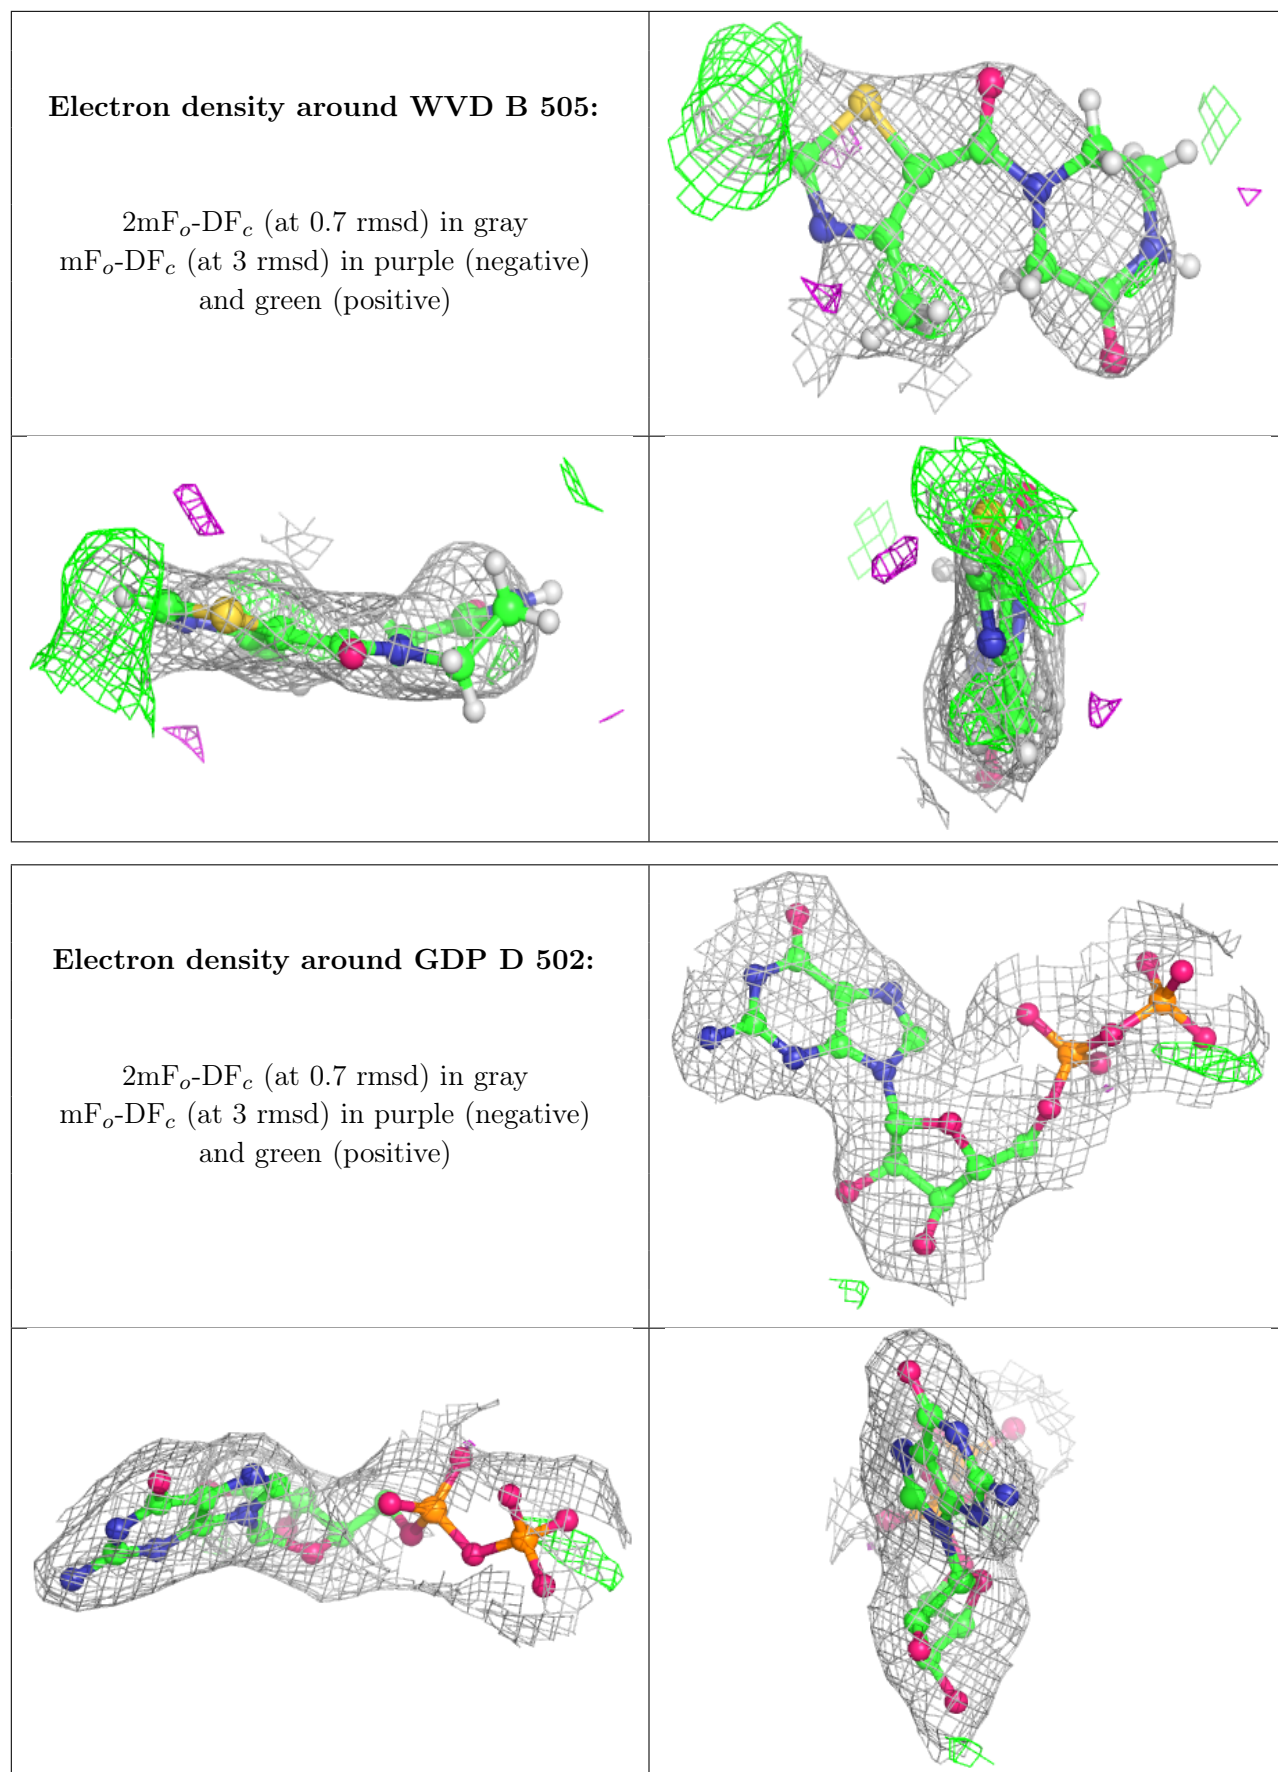 Electron density around WVD B 505:
2mFₒ-DF𝒸 (at 0.7 rmsd) in gray
mFₒ-DF𝒸 (at 3 rmsd) in purple (negative)
and green (positive)
Electron density around GDP D 502:
2mFₒ-DF𝒸 (at 0.7 rmsd) in gray
mFₒ-DF𝒸 (at 3 rmsd) in purple (negative)
and green (positive)